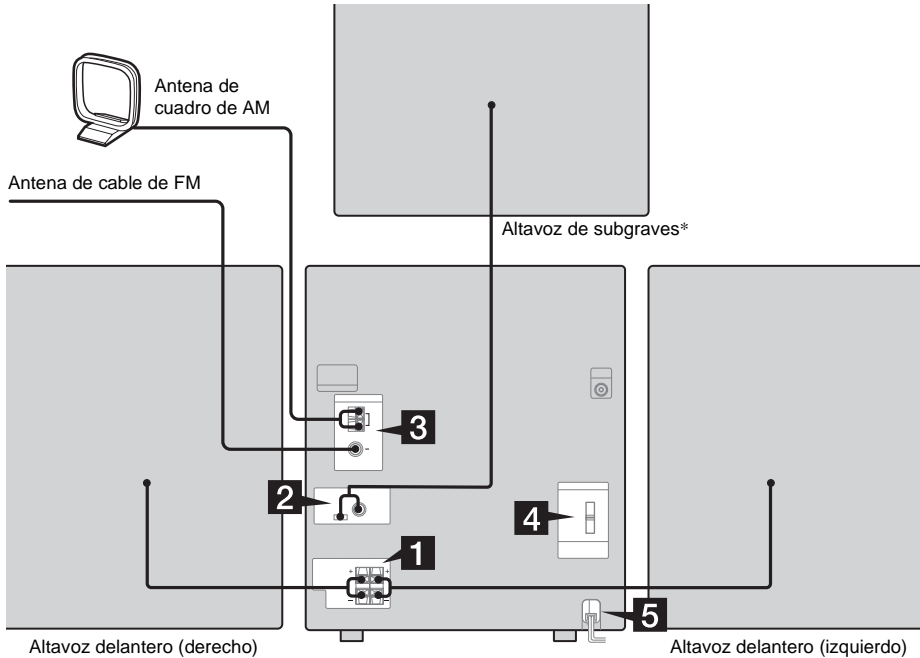 Antena de
cuadro de AM
Antena de cable de FM
Altavoz de subgraves*
3
2
4
1
+ +
- -
5
Altavoz delantero (derecho)
Altavoz delantero (izquierdo)